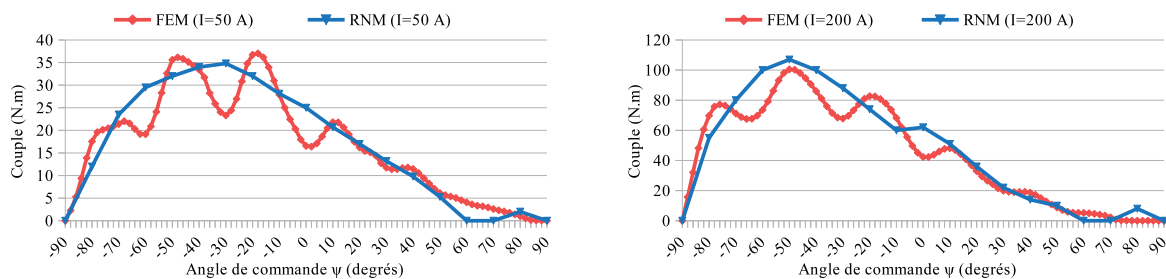 FEM (I=50 A) RNM (I=50 A)
40
35
30
25
20
15
10
5
0
Couple (N.m)
-90 -80 -70 -60 -50 -40 -30 -20 -10 0 10 20 30 40 50 60 70 80 90
Angle de commande ψ (degrés)
FEM (I=200 A) RNM (I=200 A)
120
100
80
60
40
20
0
Couple (N.m)
-90 -80 -70 -60 -50 -40 -30 -20 -10 0 10 20 30 40 50 60 70 80 90
Angle de commande ψ (degrés)